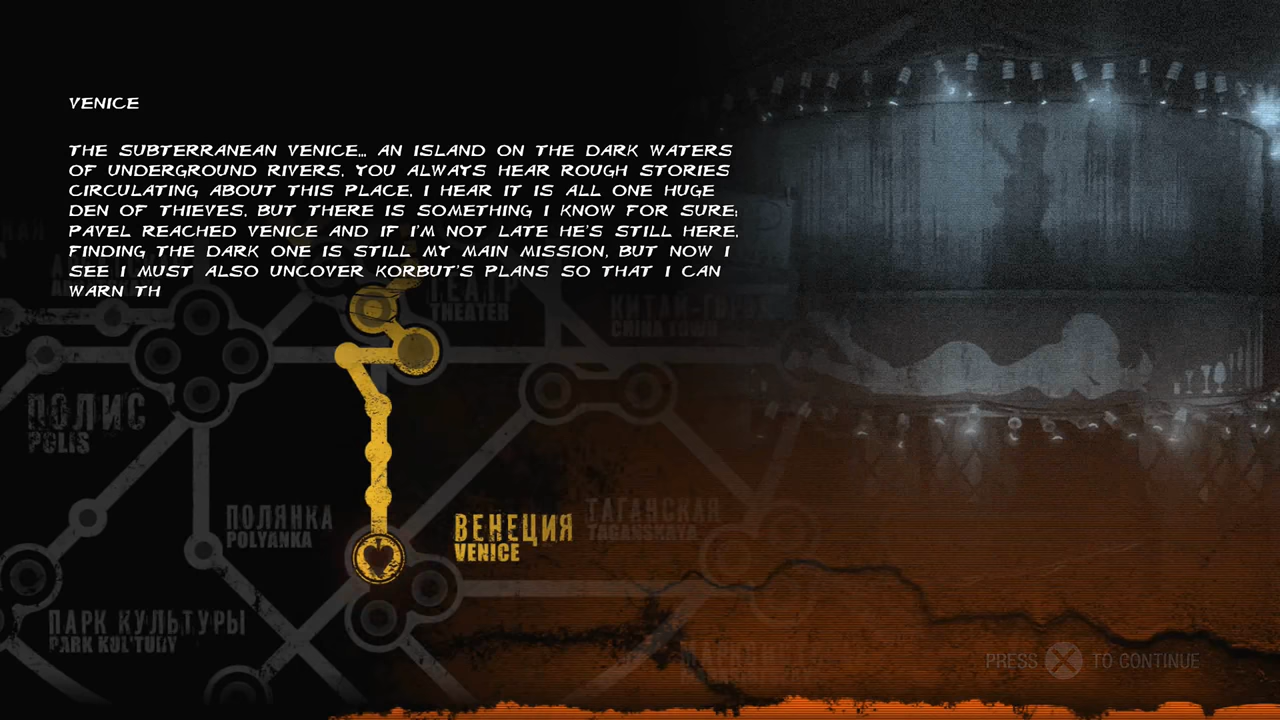 VENICE
THE SUBTERRANEAN VENICE... AN ISLAND ON THE DARK WATERS
OF UNDERGROUND RIVERS. YOU ALWAYS HEAR ROUGH STORIES
CIRCULATING ABOUT THIS PLACE. I HEAR IT IS ALL ONE HUGE
DEN OF THIEVES. BUT THERE IS SOMETHING I KNOW FOR SURE:
PAVEL REACHED VENICE AND IF I'M NOT LATE HE'S STILL HERE.
FINDING THE DARK ONE IS STILL MY MAIN MISSION, BUT NOW I
SEE I MUST ALSO UNCOVER KORBUT'S PLANS SO THAT I CAN
WARN TH
ТЕАТР
THEATER
КИТАЙ-ГОРОД
CHINA TOWN
ПОЛИС
POLIS
ПОЛЯНКА
POLYANKA
ВЕНЕЦИЯ
VENICE
ТАГАНСКАЯ
TAGANSKAYA
ПАРК КУЛЬТУРЫ
PARK KUL'TURY
PRESS X TO CONTINUE